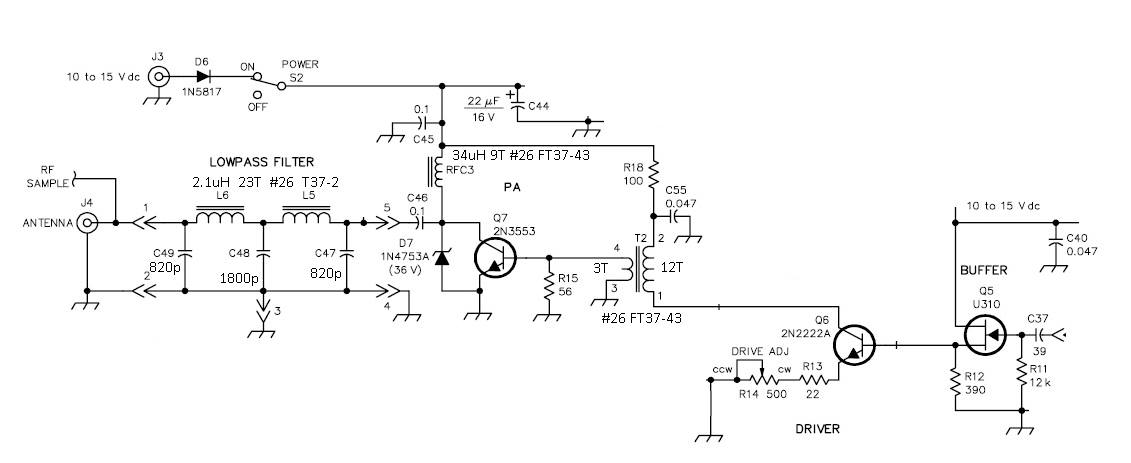 J3
10 to 15 Vdc
D6
1N5817
ON
OFF
POWER
S2
22 µF
16 V
+
C44
0.1
C45
34uH 9T #26 FT37-43
RFC3
LOWPASS FILTER
2.1uH 23T #26 T37-2
L6
L5
RF
SAMPLE
J4
ANTENNA
1
5
C46
0.1
PA
Q7
2N3553
D7
1N4753A
(36 V)
C49
820p
C48
1800p
C47
820p
2
3
4
R15
56
R18
100
C55
0.047
T2
2
4
3T
12T
3
1
#26 FT37-43
10 to 15 Vdc
C40
0.047
BUFFER
Q5
U310
C37
39
Q6
2N2222A
DRIVE ADJ
CCW
CW
R14 500
R13
22
R12
390
R11
12 k
DRIVER